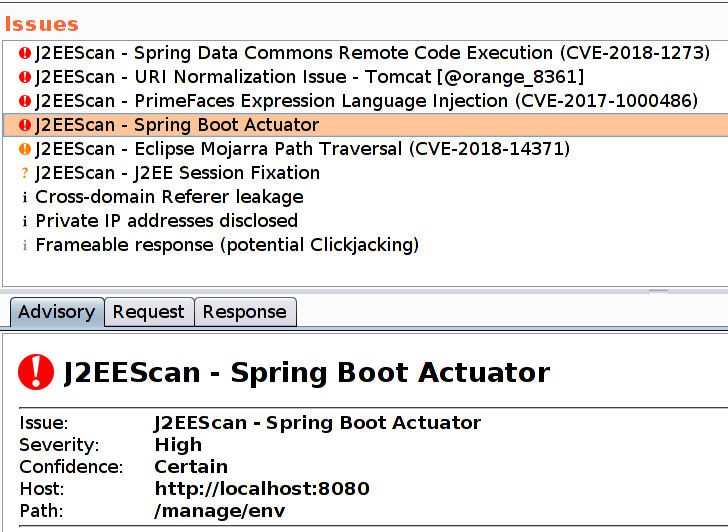 Issues
J2EEScan - Spring Data Commons Remote Code Execution (CVE-2018-1273)
J2EEScan - URI Normalization Issue - Tomcat [@orange_8361]
J2EEScan - PrimeFaces Expression Language Injection (CVE-2017-1000486)
J2EEScan - Spring Boot Actuator
J2EEScan - Eclipse Mojarra Path Traversal (CVE-2018-14371)
? J2EEScan - J2EE Session Fixation
i Cross-domain Referer leakage
i Private IP addresses disclosed
i Frameable response (potential Clickjacking)
Advisory Request Response
J2EEScan - Spring Boot Actuator
Issue: J2EEScan - Spring Boot Actuator
Severity: High
Confidence: Certain
Host: http://localhost:8080
Path: /manage/env